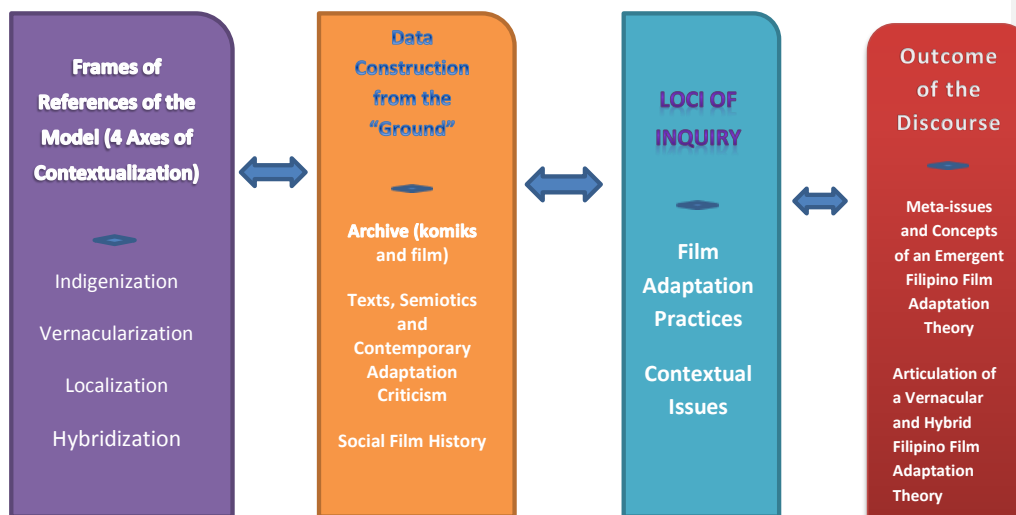 Frames of
References of the
Model (4 Axes of
Contextualization)
Indigenization
Vernacularization
Localization
Hybridization
Data
Construction
from the
“Ground”
Archive (komiks
and film)
Texts, Semiotics
and
Contemporary
Adaptation
Criticism
Social Film History
LOCI OF
INQUIRY
Film
Adaptation
Practices
Contextual
Issues
Outcome
of the
Discourse
Meta-issues
and Concepts
of an Emergent
Filipino Film
Adaptation
Theory
Articulation of
a Vernacular
and Hybrid
Filipino Film
Adaptation
Theory